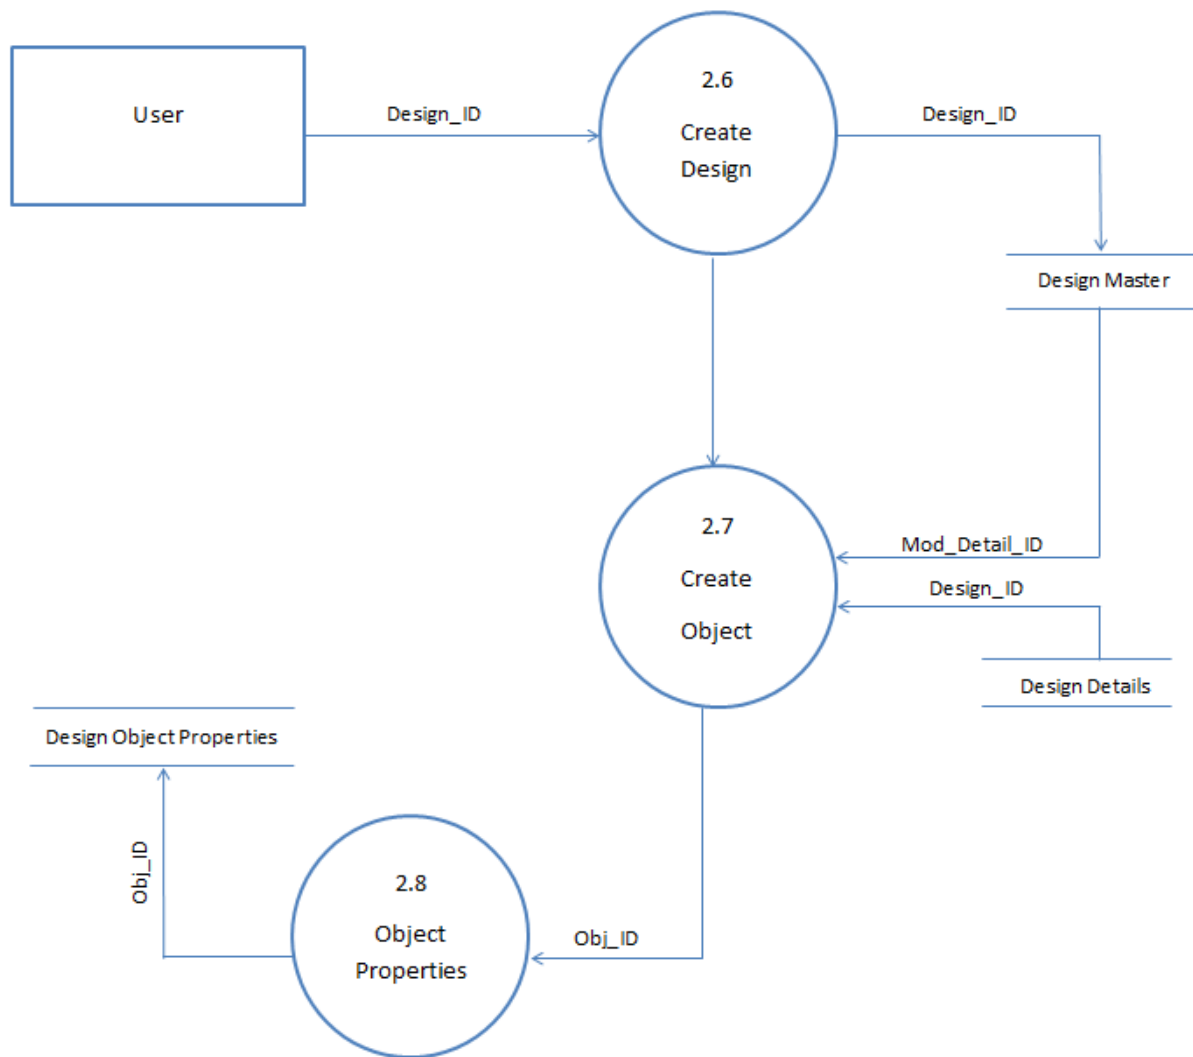 User
Design_ID
2.6
Create
Design
Design_ID
Design Master
2.7
Create
Object
Mod_Detail_ID
Design_ID
Design Details
Design Object Properties
Obj_ID
2.8
Object
Properties
Obj_ID